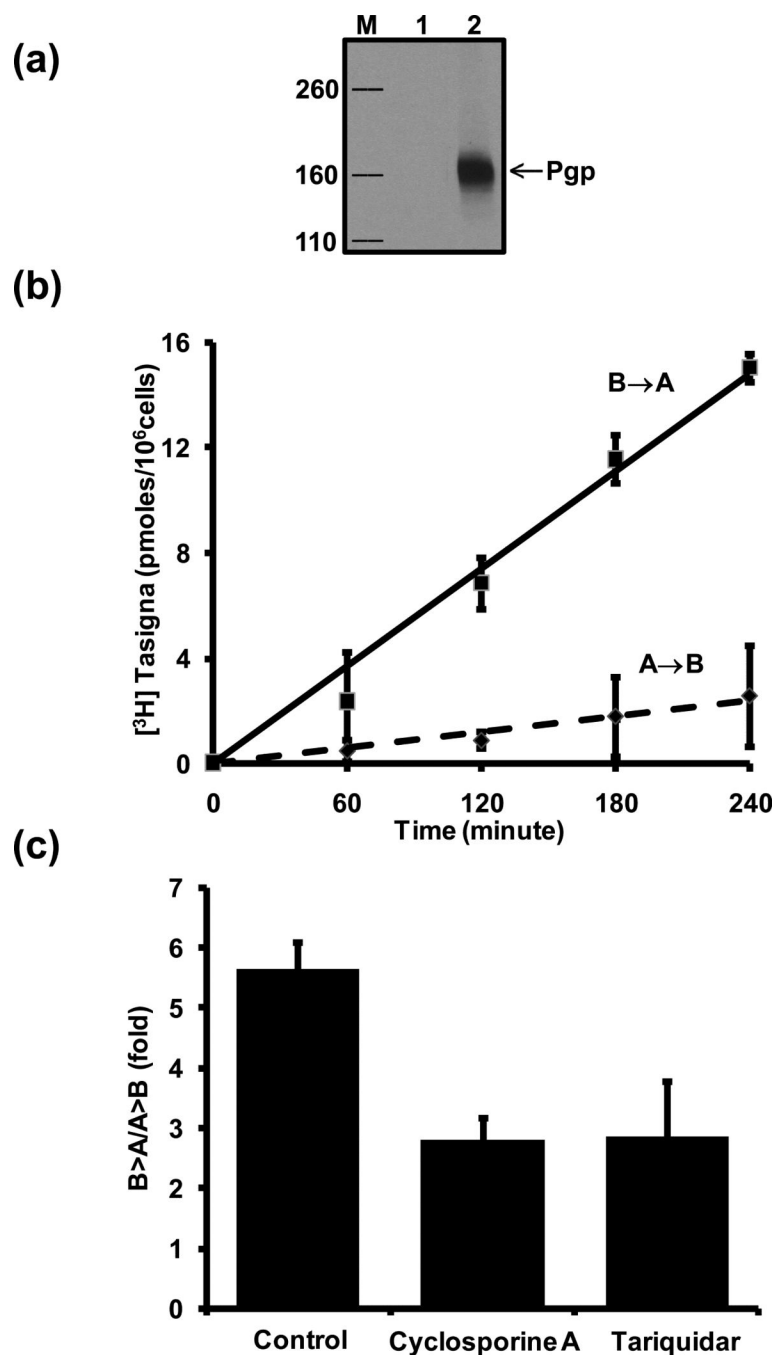 (a)
M 1 2
260
160
110
←Pgp
(b)
[³H] Tasigna (pmoles/10⁶cells)
16
12
8
4
0
B→A
A→B
0 60 120 180 240
Time (minute)
(c)
B>A/A>B (fold)
7
6
5
4
3
2
1
0
Control Cyclosporine A Tariquidar